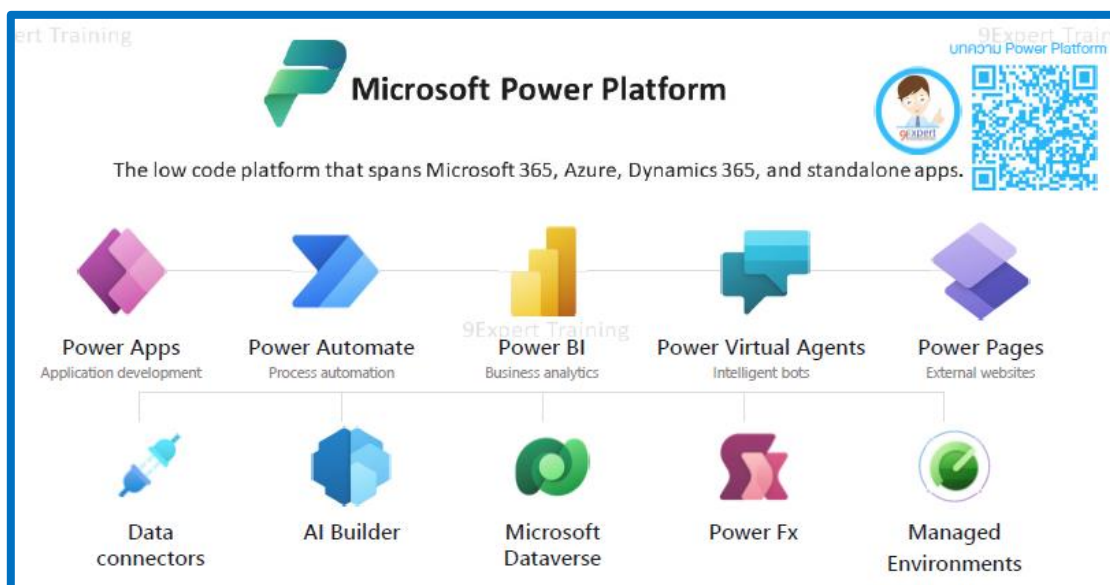 ert Training
9Expert Train
บทความ Power Platform
Microsoft Power Platform
9Expert
The low code platform that spans Microsoft 365, Azure, Dynamics 365, and standalone apps.
9Expert Training
Power Apps
Application development
Power Automate
Process automation
Power BI
Business analytics
Power Virtual Agents
Intelligent bots
Power Pages
External websites
Data
connectors
AI Builder
Microsoft
Dataverse
Power Fx
Managed
Environments